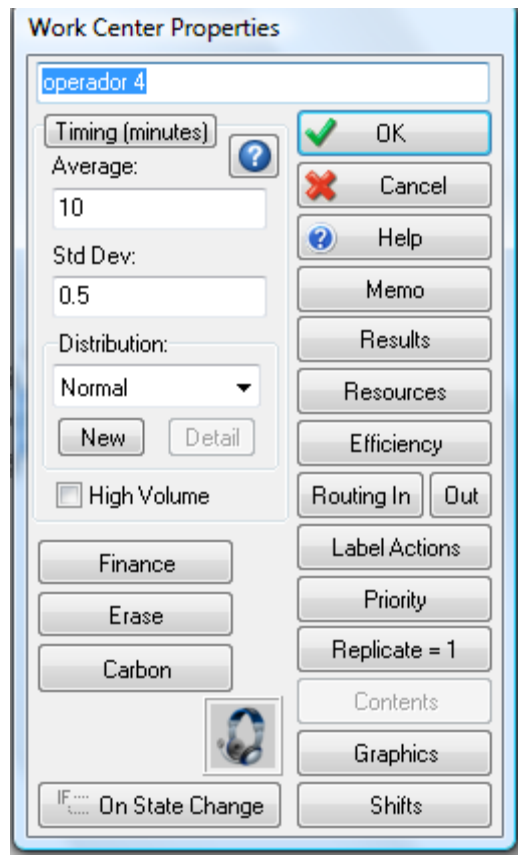 Work Center Properties
operador 4
Timing (minutes)
Average:
10
Std Dev:
0.5
Distribution:
Normal
New
Detail
High Volume
Finance
Erase
Carbon
IF
On State Change
OK
Cancel
Help
Memo
Results
Resources
Efficiency
Routing In
Out
Label Actions
Priority
Replicate = 1
Contents
Graphics
Shifts